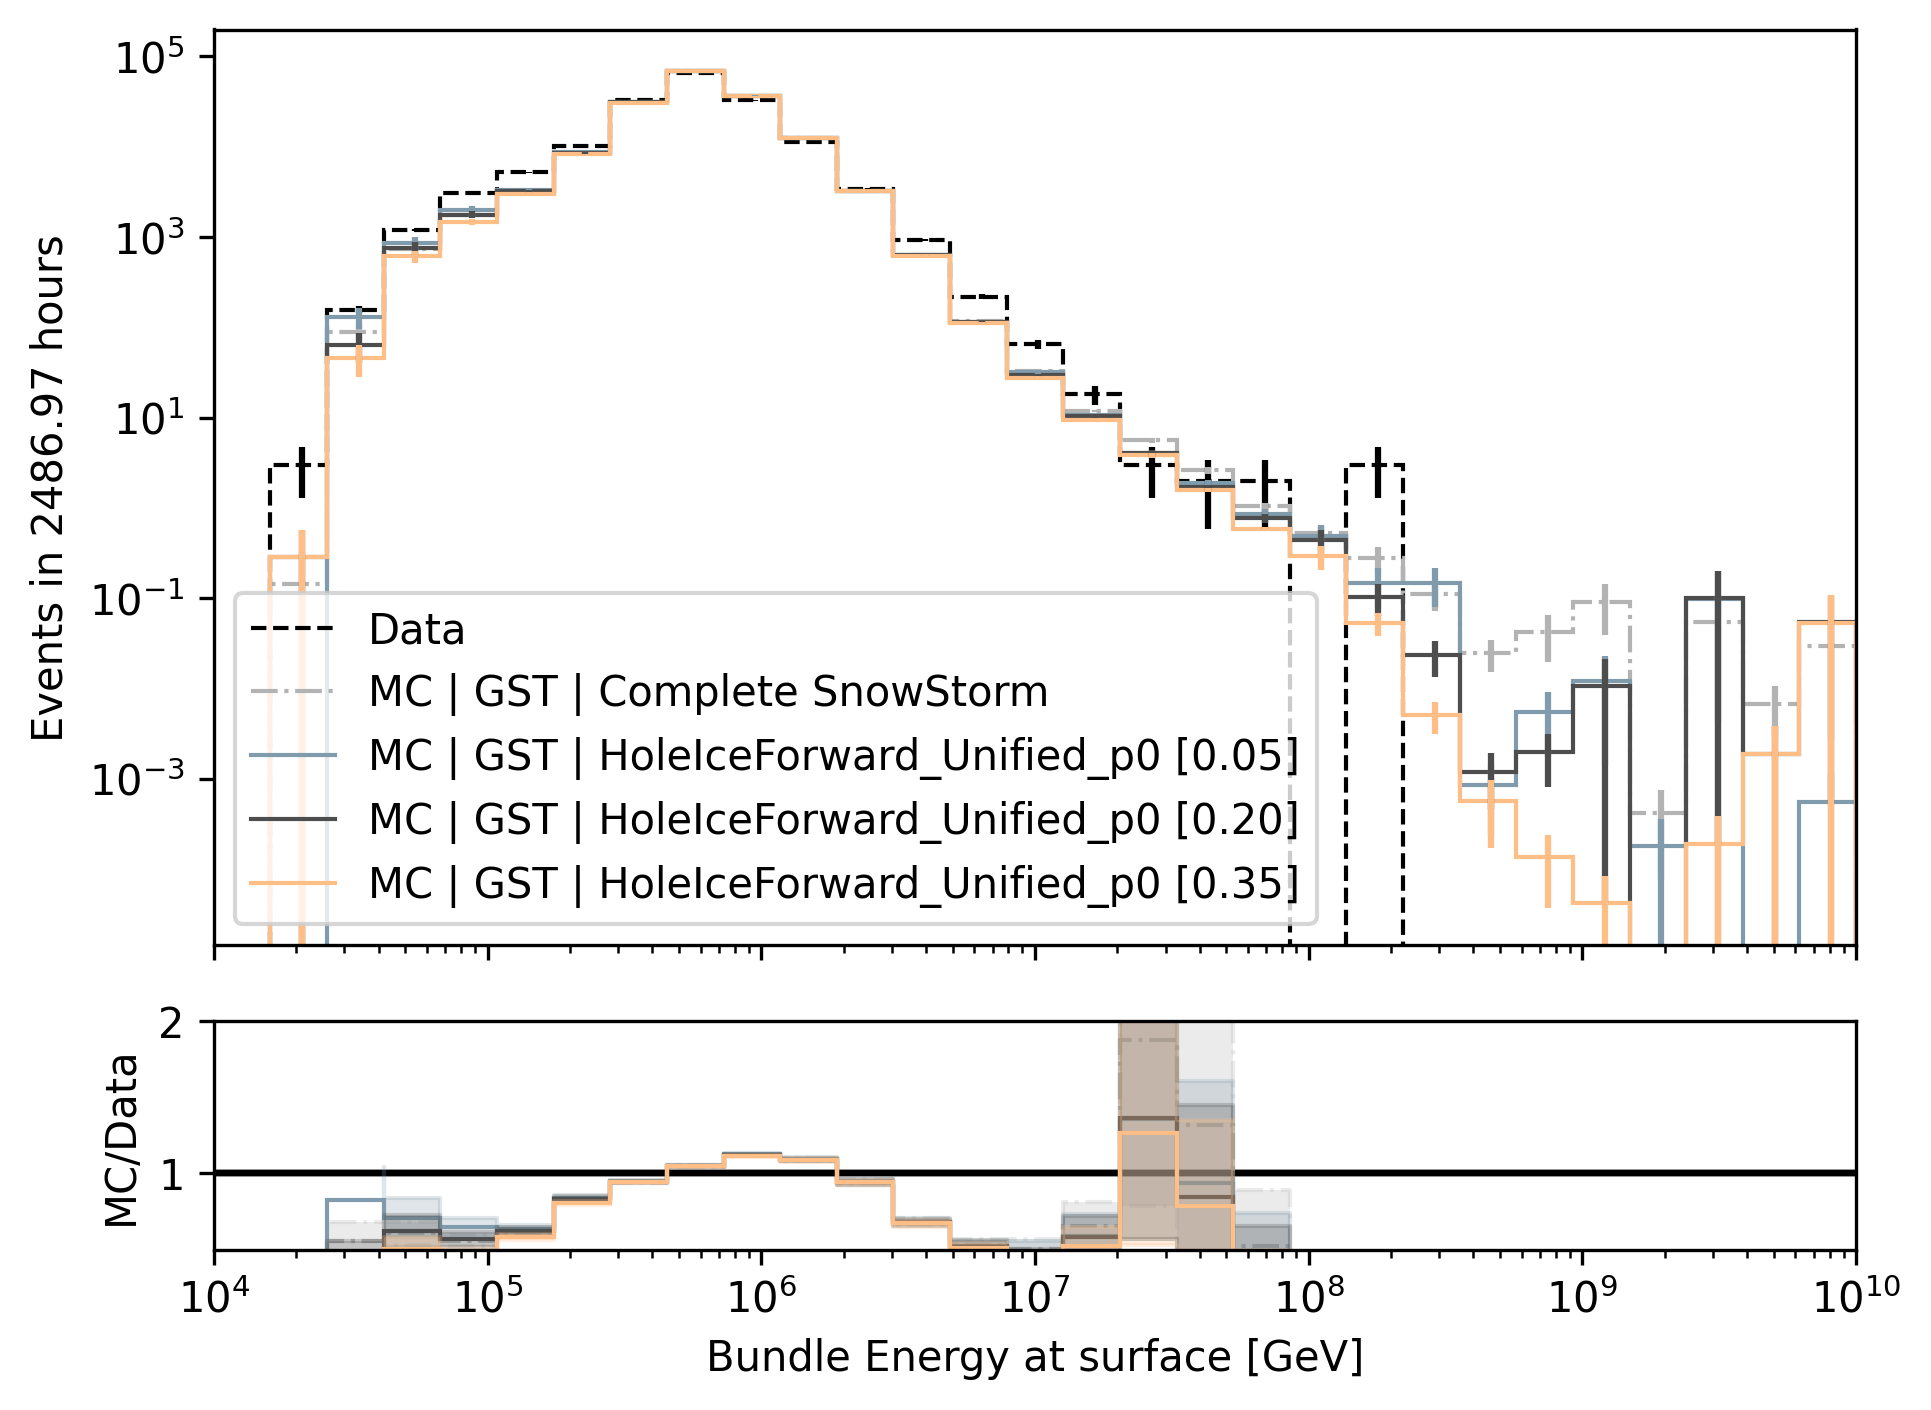 10^5
10^3
10^1
10^−1
10^−3
Events in 2486.97 hours
Data
MC | GST | Complete SnowStorm
MC | GST | HoleIceForward_Unified_p0 [0.05]
MC | GST | HoleIceForward_Unified_p0 [0.20]
MC | GST | HoleIceForward_Unified_p0 [0.35]
2
1
MC/Data
10^4 10^5 10^6 10^7 10^8 10^9 10^10
Bundle Energy at surface [GeV]